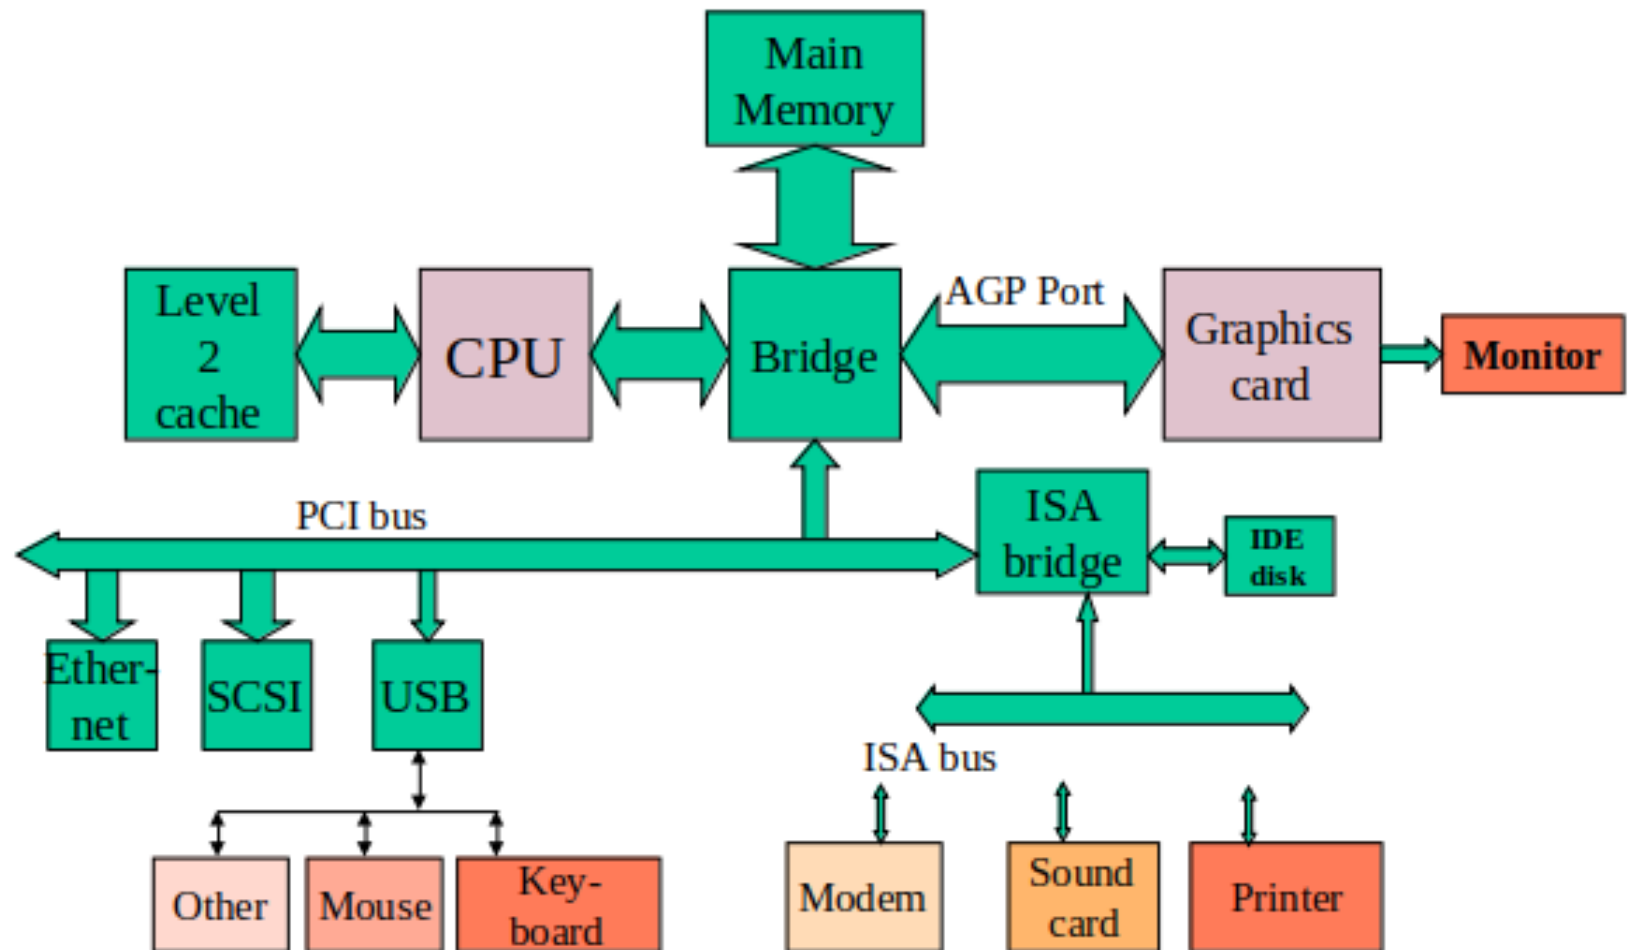 Main
Memory
Level
2
cache
CPU
Bridge
AGP Port
Graphics
card
Monitor
PCI bus
ISA
bridge
IDE
disk
Ether-
net
SCSI
USB
ISA bus
Other
Mouse
Key-
board
Modem
Sound
card
Printer